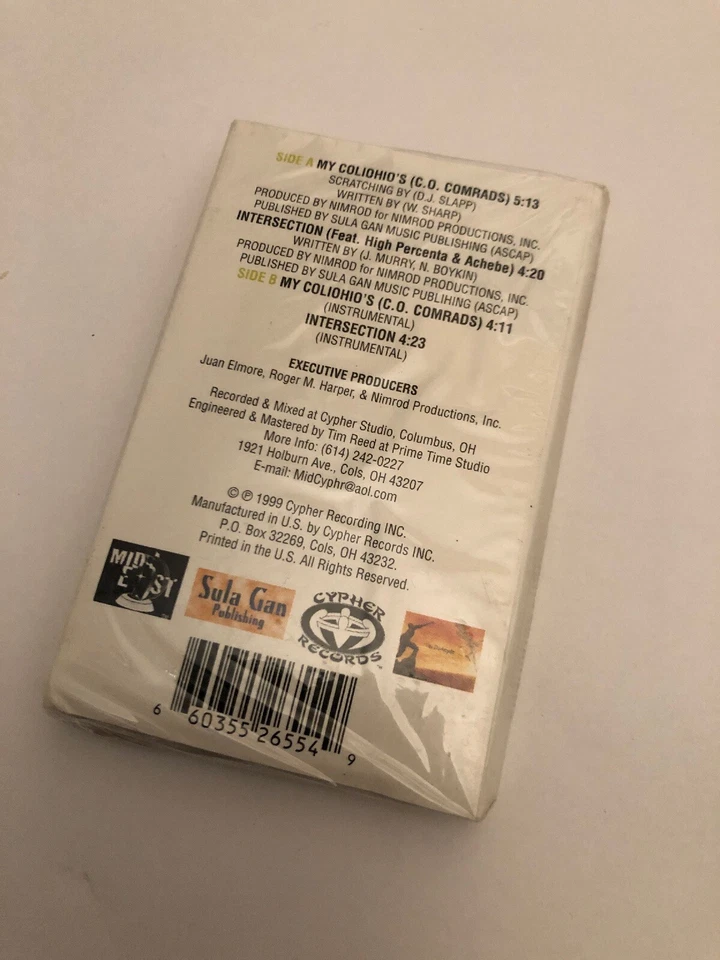 SIDE A MY COLIOHIO'S (C.O. COMRADS) 5:13
SCRATCHING BY (D.J. SLAPP)
WRITTEN BY (W. SHARP)
PRODUCED BY NIMROD for NIMROD PRODUCTIONS, INC.
PUBLISHED BY SULA GAN MUSIC PUBLISHING (ASCAP)
INTERSECTION (Feat. High Percenta & Achebe) 4:20
WRITTEN BY (J. MURRY, N. BOYKIN)
PRODUCED BY NIMROD for NIMROD PRODUCTIONS, INC.
PUBLISHED BY SULA GAN MUSIC PUBLIHING (ASCAP)
SIDE B MY COLIOHIO'S (C.O. COMRADS) 4:11
(INSTRUMENTAL)
INTERSECTION 4:23
(INSTRUMENTAL)
EXECUTIVE PRODUCERS
Juan Elmore, Roger M. Harper, & Nimrod Productions, Inc.
Recorded & Mixed at Cypher Studio, Columbus, OH
Engineered & Mastered by Tim Reed at Prime Time Studio
More Info: (614) 242-0227
1921 Holburn Ave., Cols, OH 43207
E-mail: MidCyphr@aol.com
© ℗ 1999 Cypher Recording INC.
Manufactured in U.S. by Cypher Records INC.
P.O. Box 32269, Cols, OH 43232.
Printed in the U.S. All Rights Reserved.
MID
EAST
Sula Gan
Publishing
CYPHER
RECORDS
6 60355 26554 9